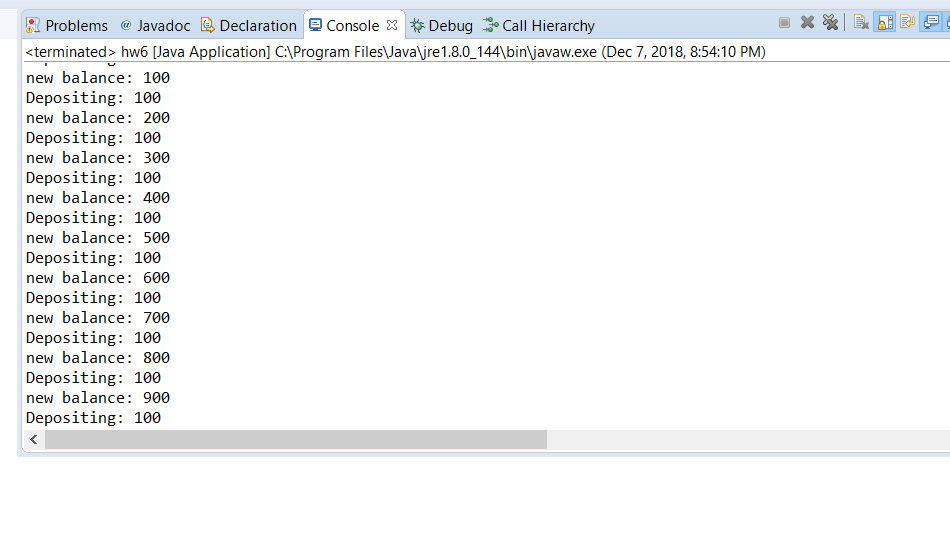 Problems @ Javadoc Declaration Console Debug Call Hierarchy
<terminated> hw6 [Java Application] C:\Program Files\Java\jre1.8.0_144\bin\javaw.exe (Dec 7, 2018, 8:54:10 PM)
new balance: 100
Depositing: 100
new balance: 200
Depositing: 100
new balance: 300
Depositing: 100
new balance: 400
Depositing: 100
new balance: 500
Depositing: 100
new balance: 600
Depositing: 100
new balance: 700
Depositing: 100
new balance: 800
Depositing: 100
new balance: 900
Depositing: 100